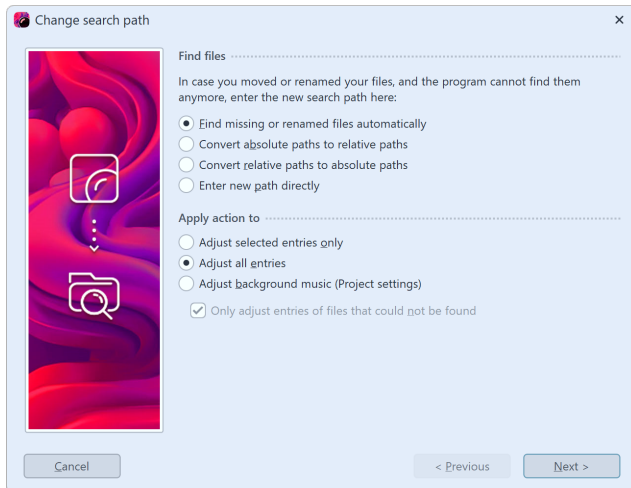 Change search path
Find files
In case you moved or renamed your files, and the program cannot find them
anymore, enter the new search path here:
Find missing or renamed files automatically
Convert absolute paths to relative paths
Convert relative paths to absolute paths
Enter new path directly
Apply action to
Adjust selected entries only
Adjust all entries
Adjust background music (Project settings)
Only adjust entries of files that could not be found
Cancel
< Previous
Next >